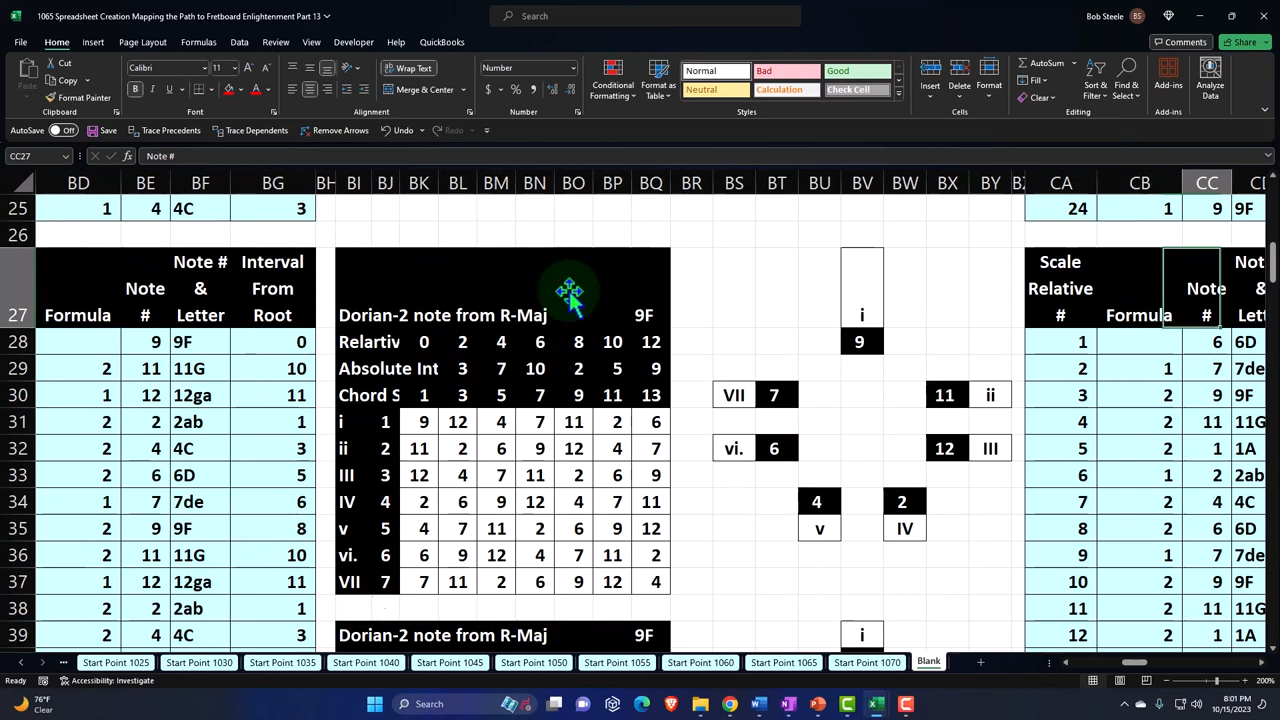 1065 Spreadsheet Creation Mapping the Path to Fretboard Enlightenment Part 13
Search
Bob Steele BS
File Home Insert Page Layout Formulas Data Review View Developer Help QuickBooks Comments Share
Cut
Copy
Format Painter
Paste
Clipboard
Calibri 11
B I U
Font
Wrap Text
Merge & Center
Alignment
Number
$ % ,
Number
Conditional Formatting
Format as Table
Normal Bad Good
Neutral Calculation Check Cell
Styles
Insert Delete Format
Cells
AutoSum
Fill
Clear
Sort & Filter
Find & Select
Editing
Add-ins
Add-ins
Analyze Data
AutoSave Off Save Trace Precedents Trace Dependents Remove Arrows Undo Redo
CC27 fx Note #
BD BE BF BG BH BI BJ BK BL BM BN BO BP BQ BR BS BT BU BV BW BX BY BZ CA CB CC CD
25 1 4 4C 3 24 1 9 9F
26
27 Formula Note # Note # & Letter Interval From Root Dorian-2 note from R-Maj 9F i Scale Relative # Formula Note # Not & Lett
28 9 9F 0 Relartiv 0 2 4 6 8 10 12 9 1 6 6D
29 2 11 11G 10 Absolute Int 3 7 10 2 5 9 2 1 7 7de
30 1 12 12ga 11 Chord S 1 3 5 7 9 11 13 VII 7 11 ii 3 2 9 9F
31 2 2 2ab 1 i 1 9 12 4 7 11 2 6 4 2 11 11G
32 2 4 4C 3 ii 2 11 2 6 9 12 4 7 vi. 6 12 III 5 2 1 1A
33 2 6 6D 5 III 3 12 4 7 11 2 6 9 6 1 2 2ab
34 1 7 7de 6 IV 4 2 6 9 12 4 7 11 4 2 7 2 4 4C
35 2 9 9F 8 v 5 4 7 11 2 6 9 12 v IV 8 2 6 6D
36 2 11 11G 10 vi. 6 6 9 12 4 7 11 2 9 1 7 7de
37 1 12 12ga 11 VII 7 7 11 2 6 9 12 4 10 2 9 9F
38 2 2 2ab 1 11 2 11 11G
39 2 4 4C 3 Dorian-2 note from R-Maj 9F i 12 2 1 1A
... Start Point 1025 Start Point 1030 Start Point 1035 Start Point 1040 Start Point 1045 Start Point 1050 Start Point 1055 Start Point 1060 Start Point 1065 Start Point 1070 Blank
Ready Accessibility: Investigate 200%
76°F
Clear
Search
8:01 PM
10/15/2023